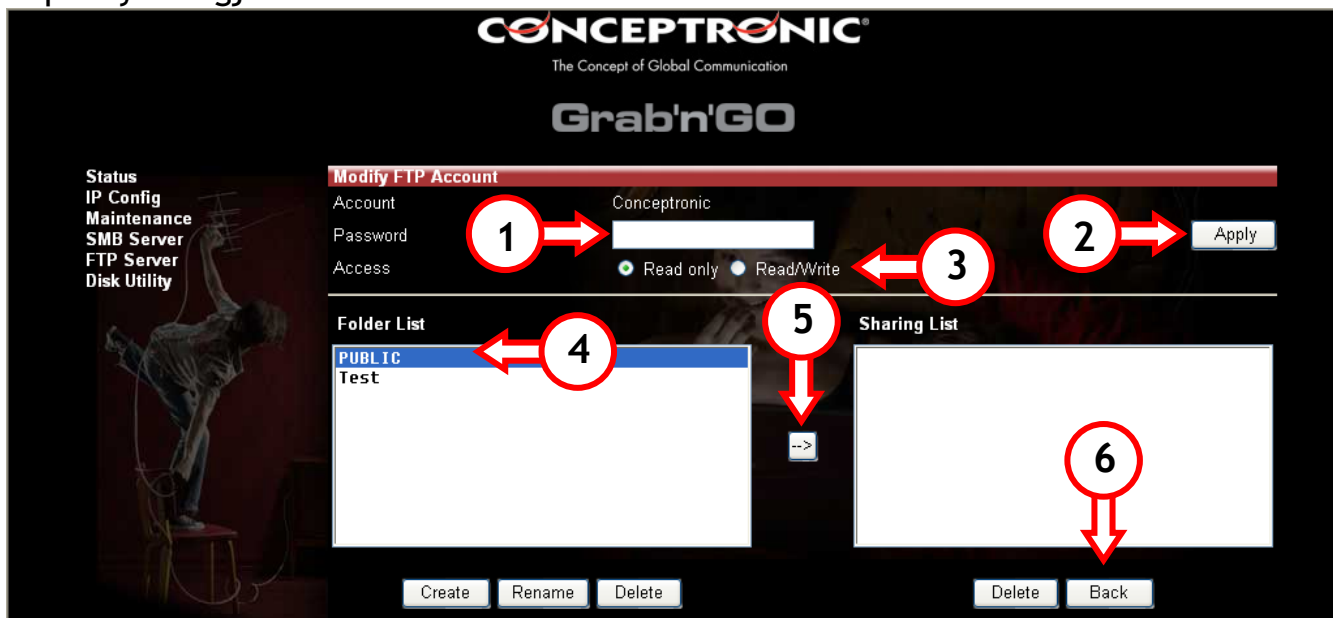 CONCEPTRONIC®
The Concept of Global Communication
Grab'n'GO
Status
IP Config
Maintenance
SMB Server
FTP Server
Disk Utility
Modify FTP Account
Account Conceptronic
Password 1 2 Apply
Access Read only Read/Write 3
Folder List 5 Sharing List
PUBLIC 4
Test
-->
6
Create Rename Delete Delete Back